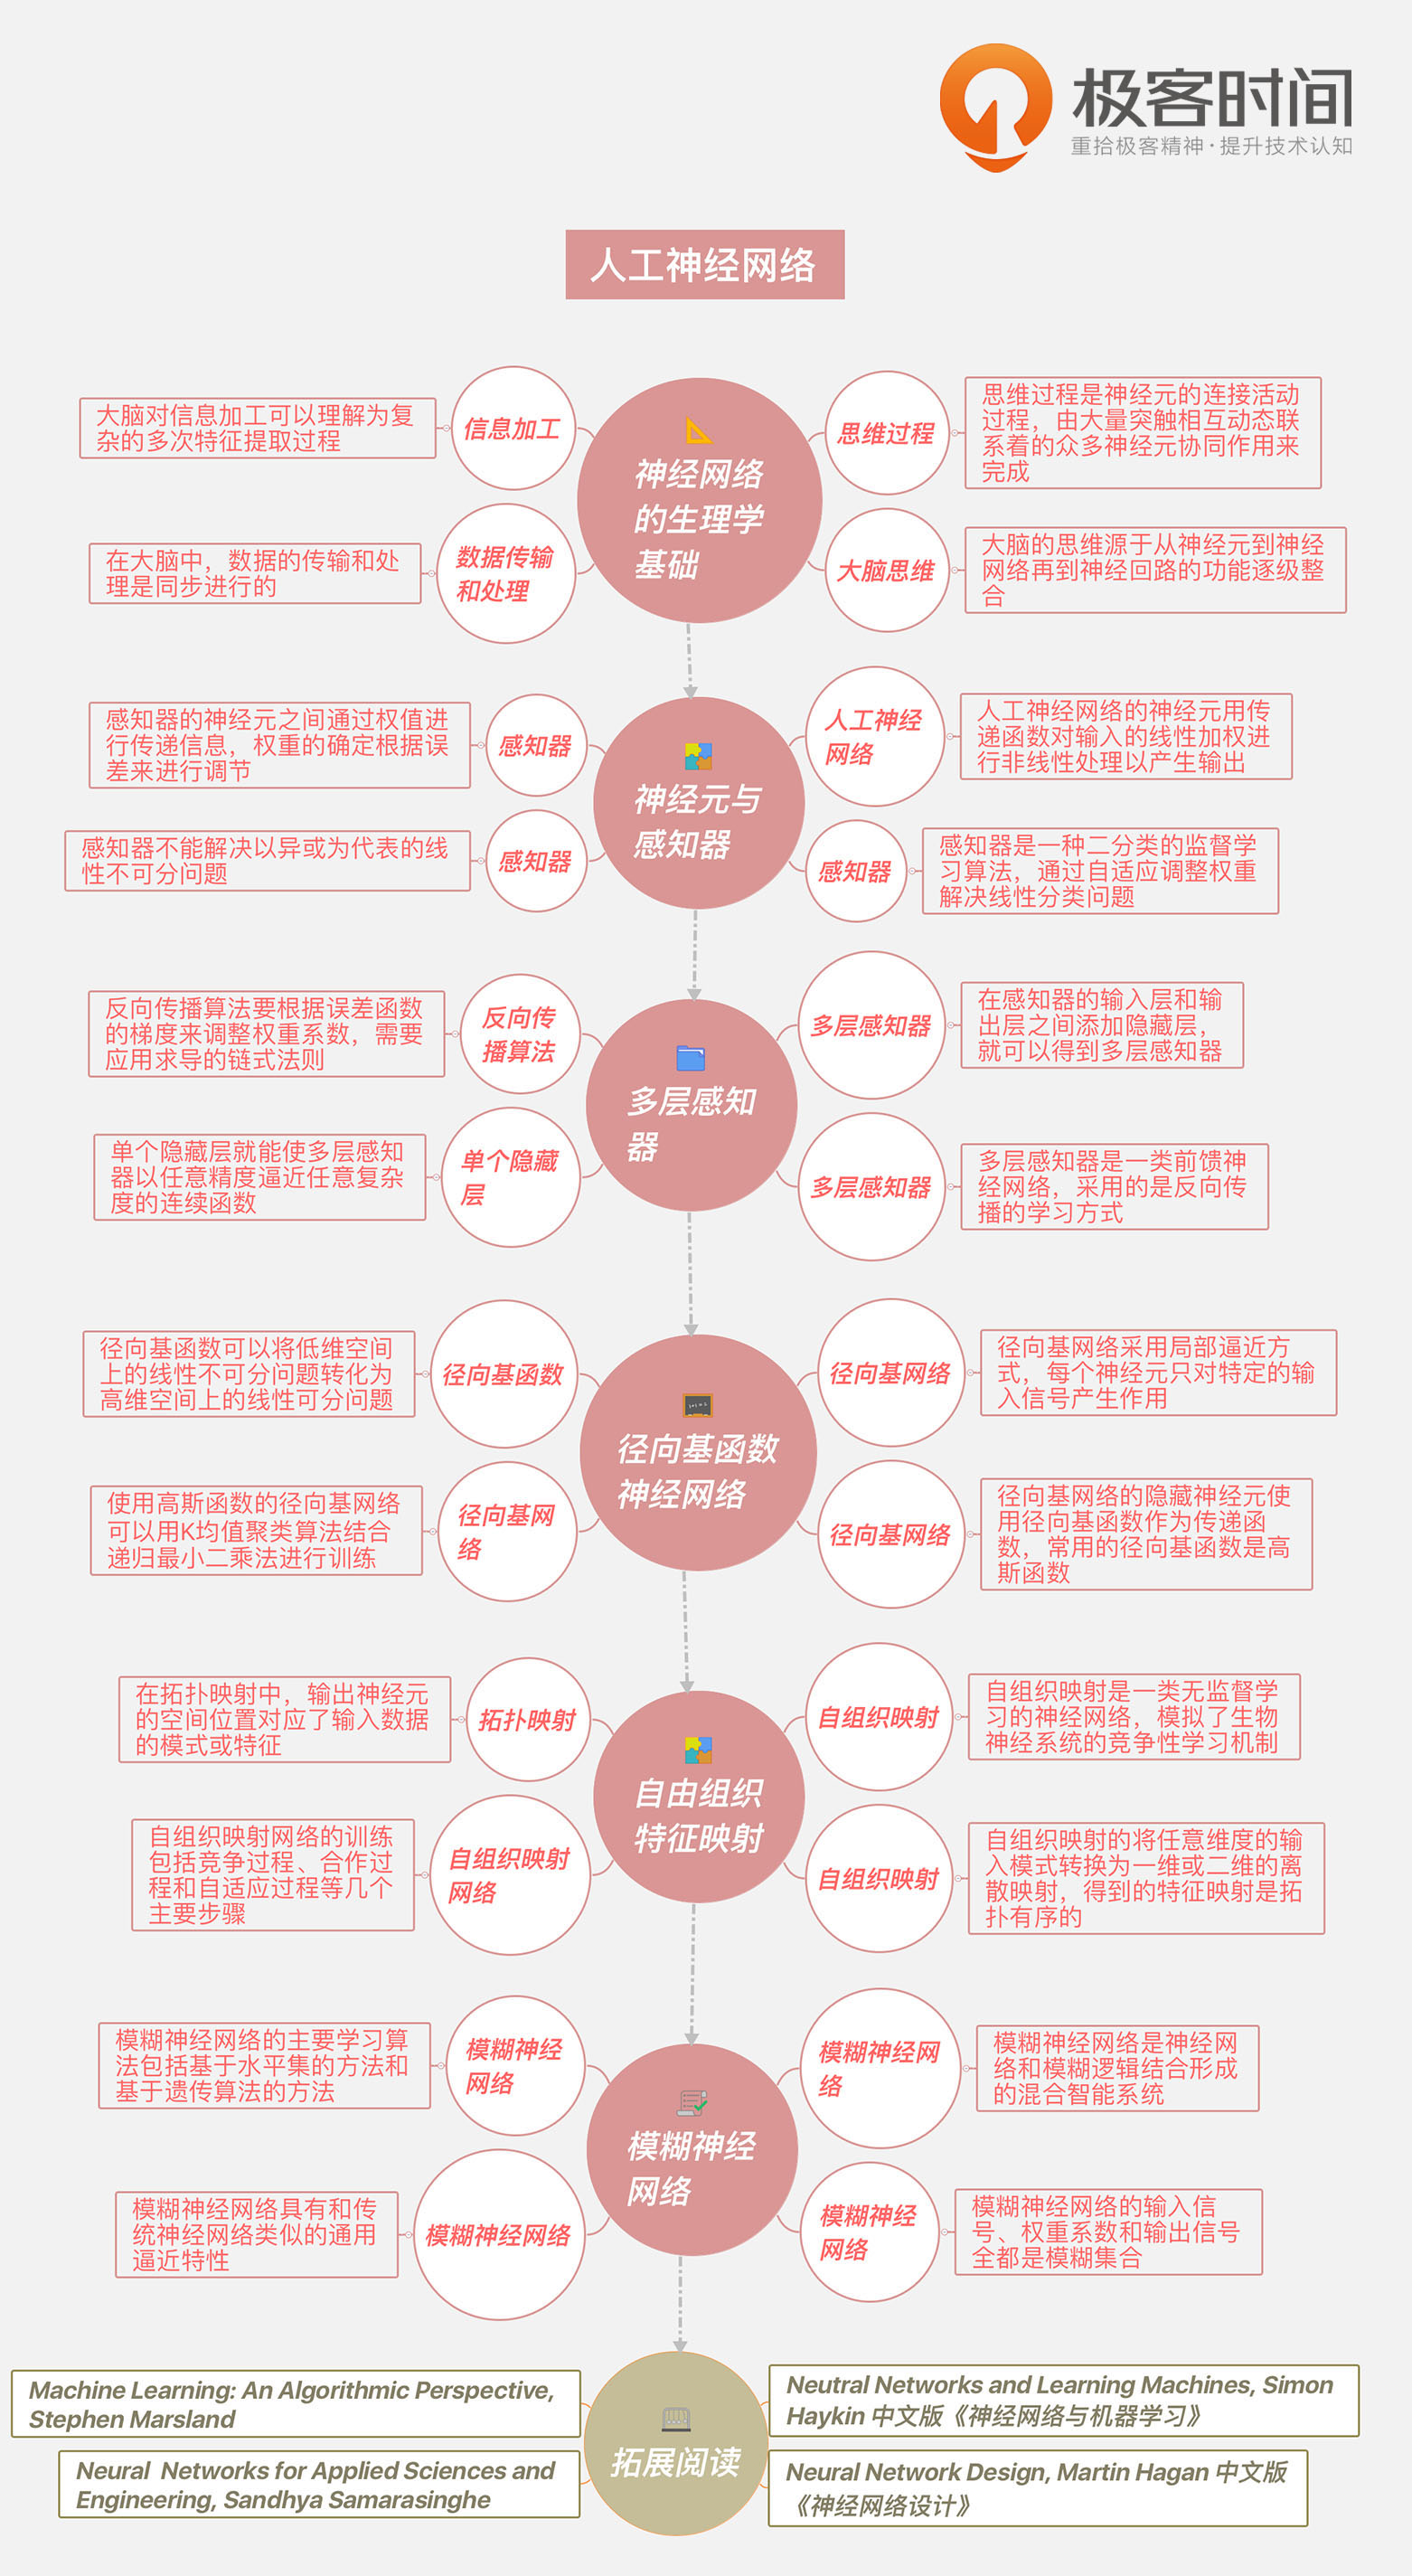 极客时间
重拾极客精神·提升技术认知
人工神经网络
神经网络
的生理学
基础
信息加工
大脑对信息加工可以理解为复
杂的多次特征提取过程
数据传输
和处理
在大脑中，数据的传输和处
理是同步进行的
思维过程
思维过程是神经元的连接活动
过程，由大量突触相互动态联
系着的众多神经元协同作用来
完成
大脑思维
大脑的思维源于从神经元到神经
网络再到神经回路的功能逐级整
合
神经元与
感知器
感知器
感知器的神经元之间通过权值进
行传递信息，权重的确定根据误
差来进行调节
感知器
感知器不能解决以异或为代表的线
性不可分问题
人工神经
网络
人工神经网络的神经元用传
递函数对输入的线性加权进
行非线性处理以产生输出
感知器
感知器是一种二分类的监督学
习算法，通过自适应调整权重
解决线性分类问题
多层感知
器
反向传
播算法
反向传播算法要根据误差函数
的梯度来调整权重系数，需要
应用求导的链式法则
单个隐藏
层
单个隐藏层就能使多层感知
器以任意精度逼近任意复杂
度的连续函数
多层感知器
在感知器的输入层和输
出层之间添加隐藏层，
就可以得到多层感知器
多层感知器
多层感知器是一类前馈神
经网络，采用的是反向传
播的学习方式
径向基函数
神经网络
径向基函数
径向基函数可以将低维空间
上的线性不可分问题转化为
高维空间上的线性可分问题
径向基网
络
使用高斯函数的径向基网络
可以用K均值聚类算法结合
递归最小二乘法进行训练
径向基网络
径向基网络采用局部逼近方
式，每个神经元只对特定的输
入信号产生作用
径向基网络
径向基网络的隐藏神经元使
用径向基函数作为传递函
数，常用的径向基函数是高
斯函数
自由组织
特征映射
拓扑映射
在拓扑映射中，输出神经元
的空间位置对应了输入数据
的模式或特征
自组织映射
网络
自组织映射网络的训练
包括竞争过程、合作过
程和自适应过程等几个
主要步骤
自组织映射
自组织映射是一类无监督学
习的神经网络，模拟了生物
神经系统的竞争性学习机制
自组织映射
自组织映射的将任意维度的输
入模式转换为一维或二维的离
散映射，得到的特征映射是拓
扑有序的
模糊神经
网络
模糊神经
网络
模糊神经网络的主要学习算
法包括基于水平集的方法和
基于遗传算法的方法
模糊神经网络
模糊神经网络具有和传
统神经网络类似的通用
逼近特性
模糊神经网
络
模糊神经网络是神经网
络和模糊逻辑结合形成
的混合智能系统
模糊神经
网络
模糊神经网络的输入信
号、权重系数和输出信号
全都是模糊集合
拓展阅读
Machine Learning: An Algorithmic Perspective,
Stephen Marsland
Neural  Networks for Applied Sciences and
Engineering, Sandhya Samarasinghe
Neutral Networks and Learning Machines, Simon
Haykin 中文版《神经网络与机器学习》
Neural Network Design, Martin Hagan 中文版
《神经网络设计》